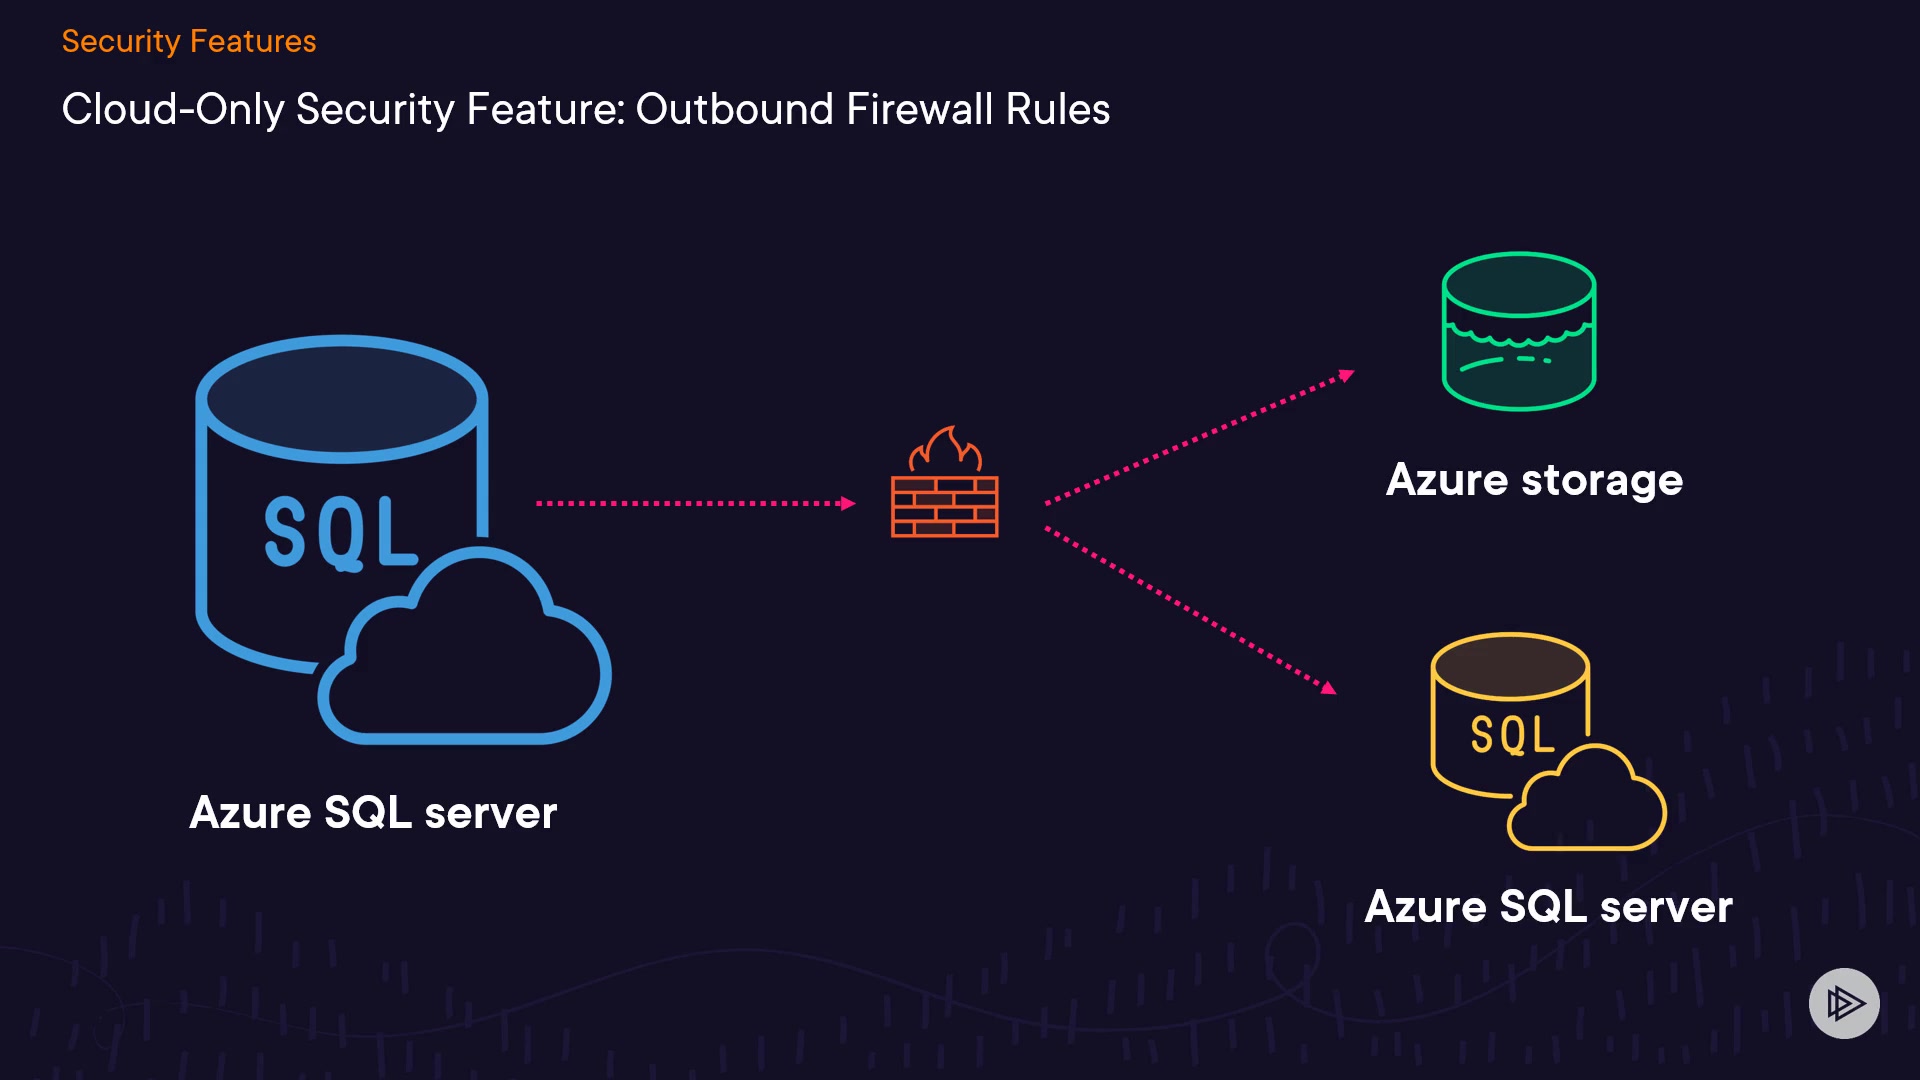 Security Features
Cloud-Only Security Feature: Outbound Firewall Rules
SQL
Azure SQL server
Azure storage
SQL
Azure SQL server